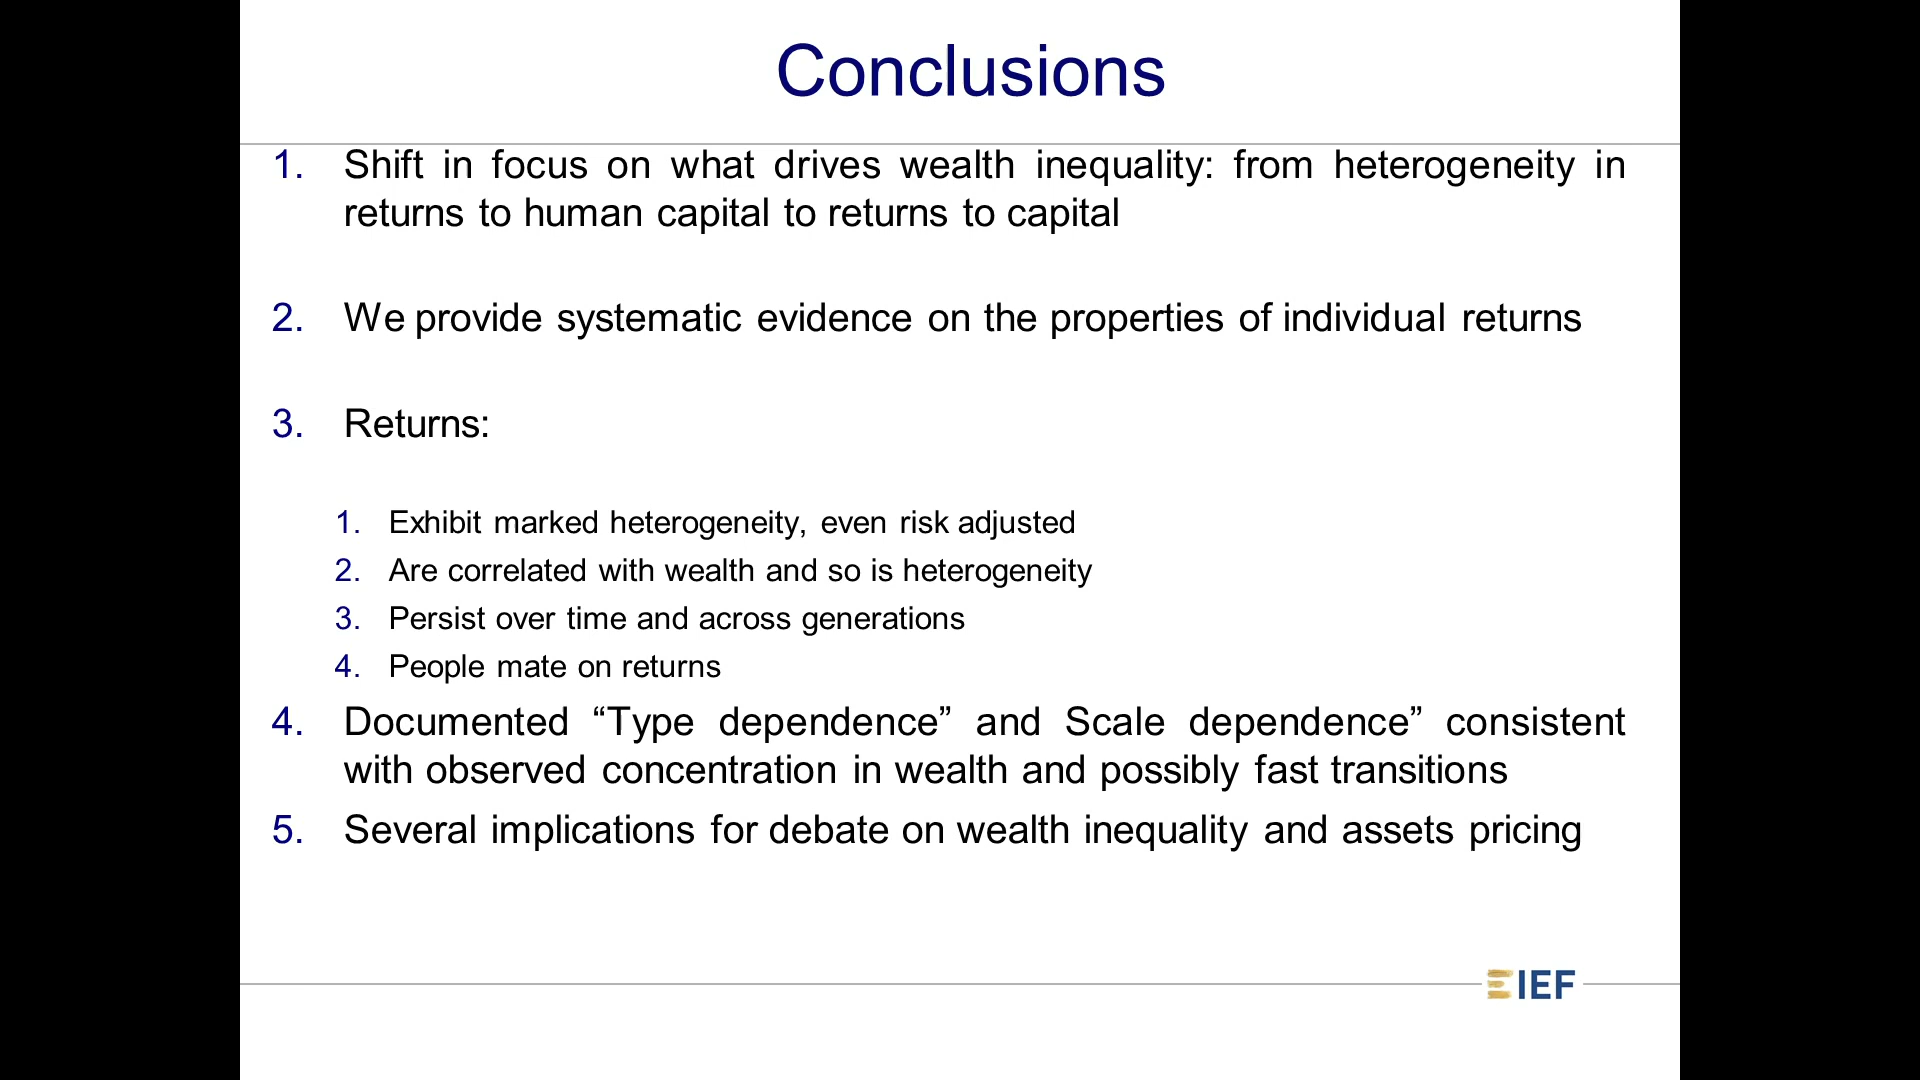 Conclusions
1. Shift in focus on what drives wealth inequality: from heterogeneity in
returns to human capital to returns to capital
2. We provide systematic evidence on the properties of individual returns
3. Returns:
1. Exhibit marked heterogeneity, even risk adjusted
2. Are correlated with wealth and so is heterogeneity
3. Persist over time and across generations
4. People mate on returns
4. Documented “Type dependence” and Scale dependence” consistent
with observed concentration in wealth and possibly fast transitions
5. Several implications for debate on wealth inequality and assets pricing
EIEF